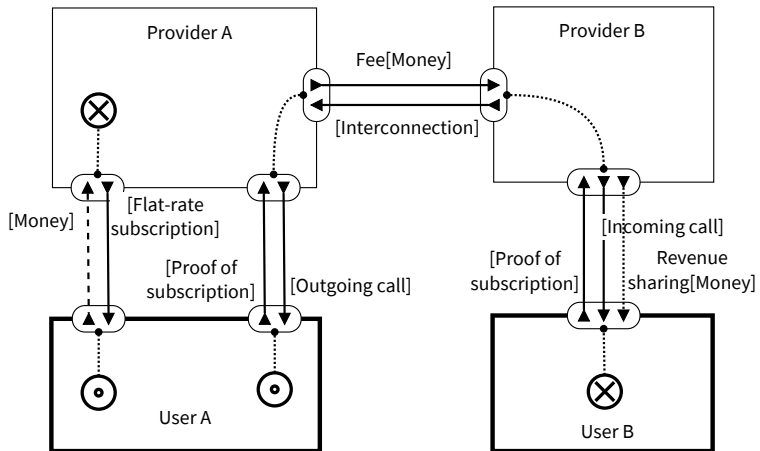 Provider A
Provider B
Fee[Money]
[Interconnection]
[Money]
[Flat-rate
subscription]
[Proof of
subscription]
[Outgoing call]
[Incoming call]
[Proof of
subscription]
Revenue
sharing[Money]
User A
User B